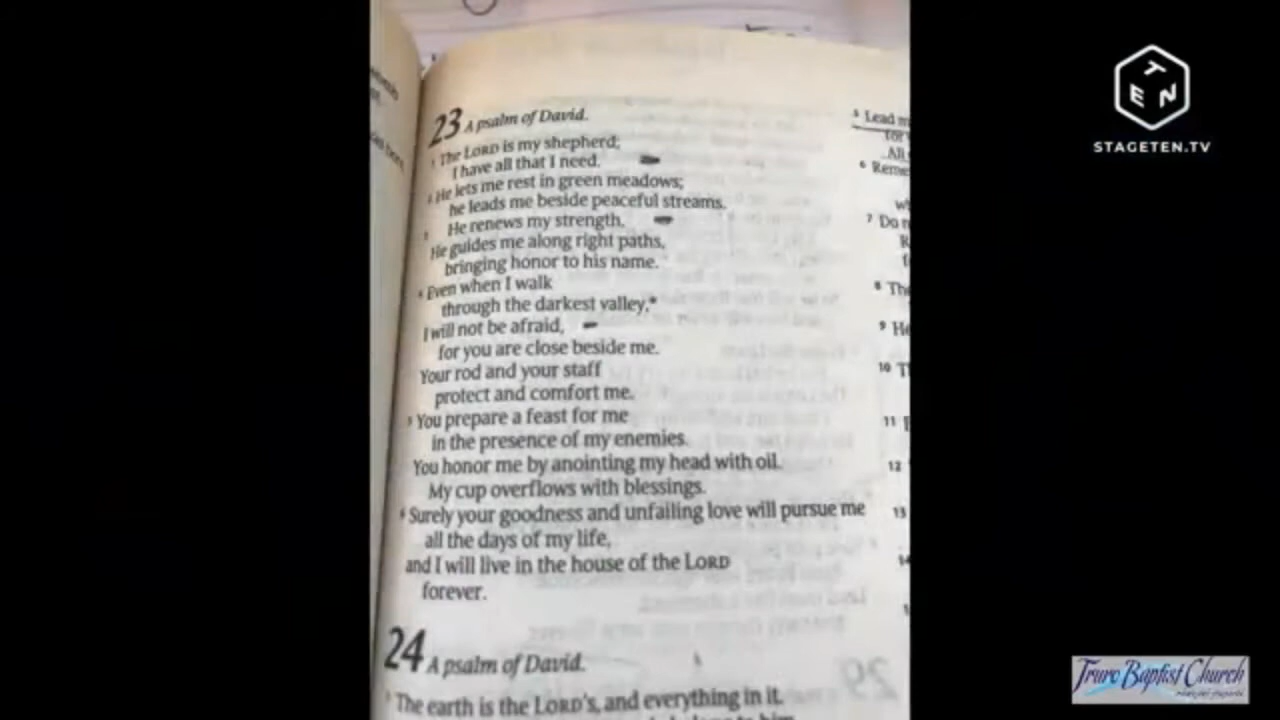 23 A psalm of David.
1 The LORD is my shepherd;
I have all that I need.
2 He lets me rest in green meadows;
he leads me beside peaceful streams.
3 He renews my strength.
He guides me along right paths,
bringing honor to his name.
4 Even when I walk
through the darkest valley,*
I will not be afraid,
for you are close beside me.
Your rod and your staff
protect and comfort me.
5 You prepare a feast for me
in the presence of my enemies.
You honor me by anointing my head with oil.
My cup overflows with blessings.
6 Surely your goodness and unfailing love will pursue me
all the days of my life,
and I will live in the house of the LORD
forever.
24 A psalm of David.
1 The earth is the LORD's, and everything in it.
to him
5 Lead
All
6
7 Do
8
9 He
10
11
12
13
14
29
TEN
STAGETEN.TV
Truro Baptist Church